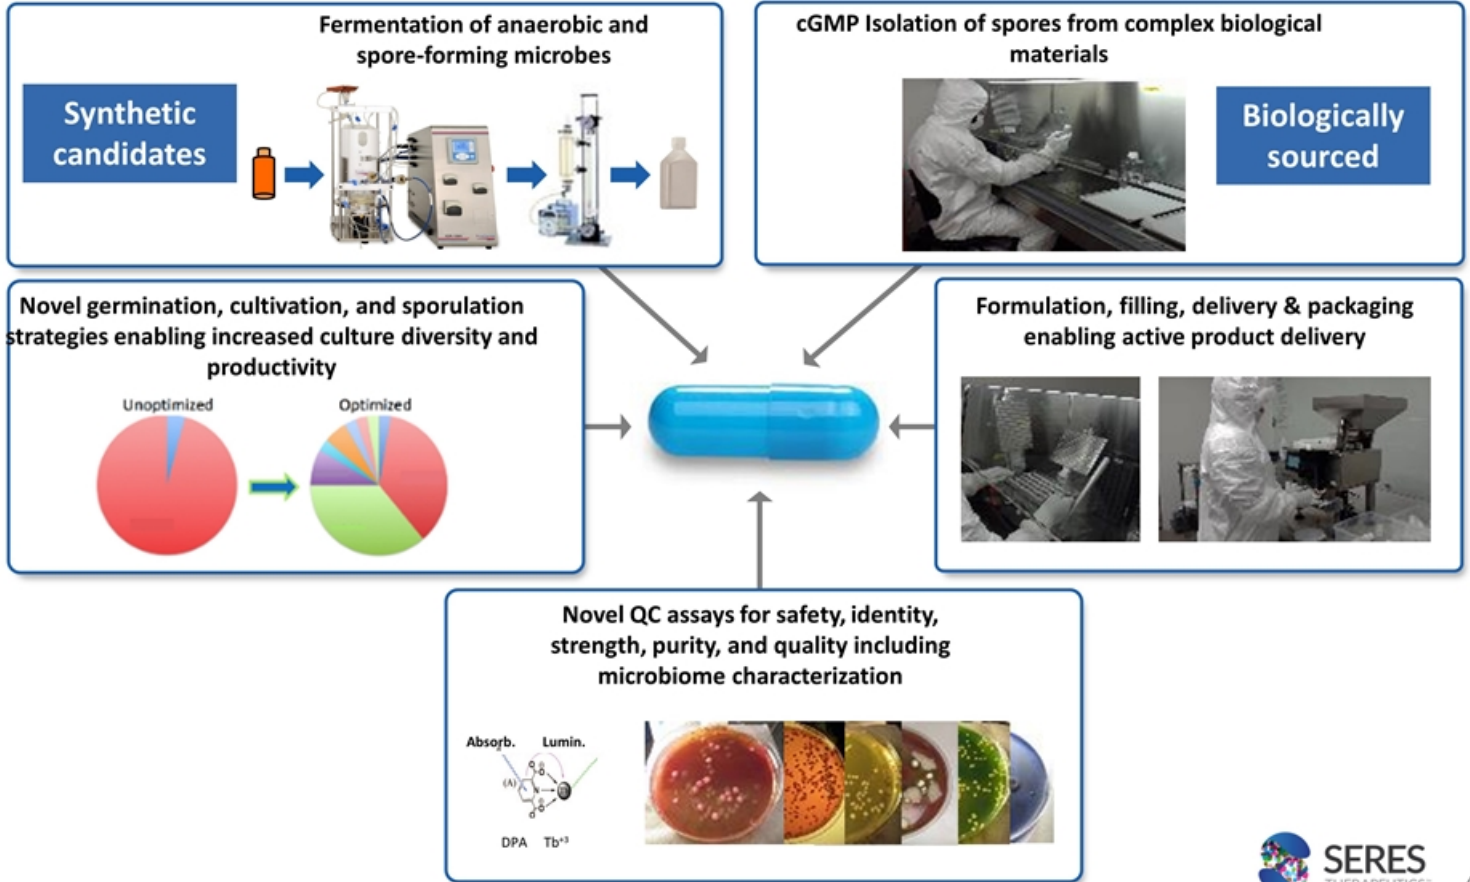 Fermentation of anaerobic and
spore-forming microbes
Synthetic
candidates
cGMP Isolation of spores from complex biological
materials
Biologically
sourced
Novel germination, cultivation, and sporulation
strategies enabling increased culture diversity and
productivity
Unoptimized
Optimized
Formulation, filling, delivery & packaging
enabling active product delivery
Novel QC assays for safety, identity,
strength, purity, and quality including
microbiome characterization
Absorb. Lumin.
(A)
DPA Tb⁺³
SERES
THERAPEUTICS™